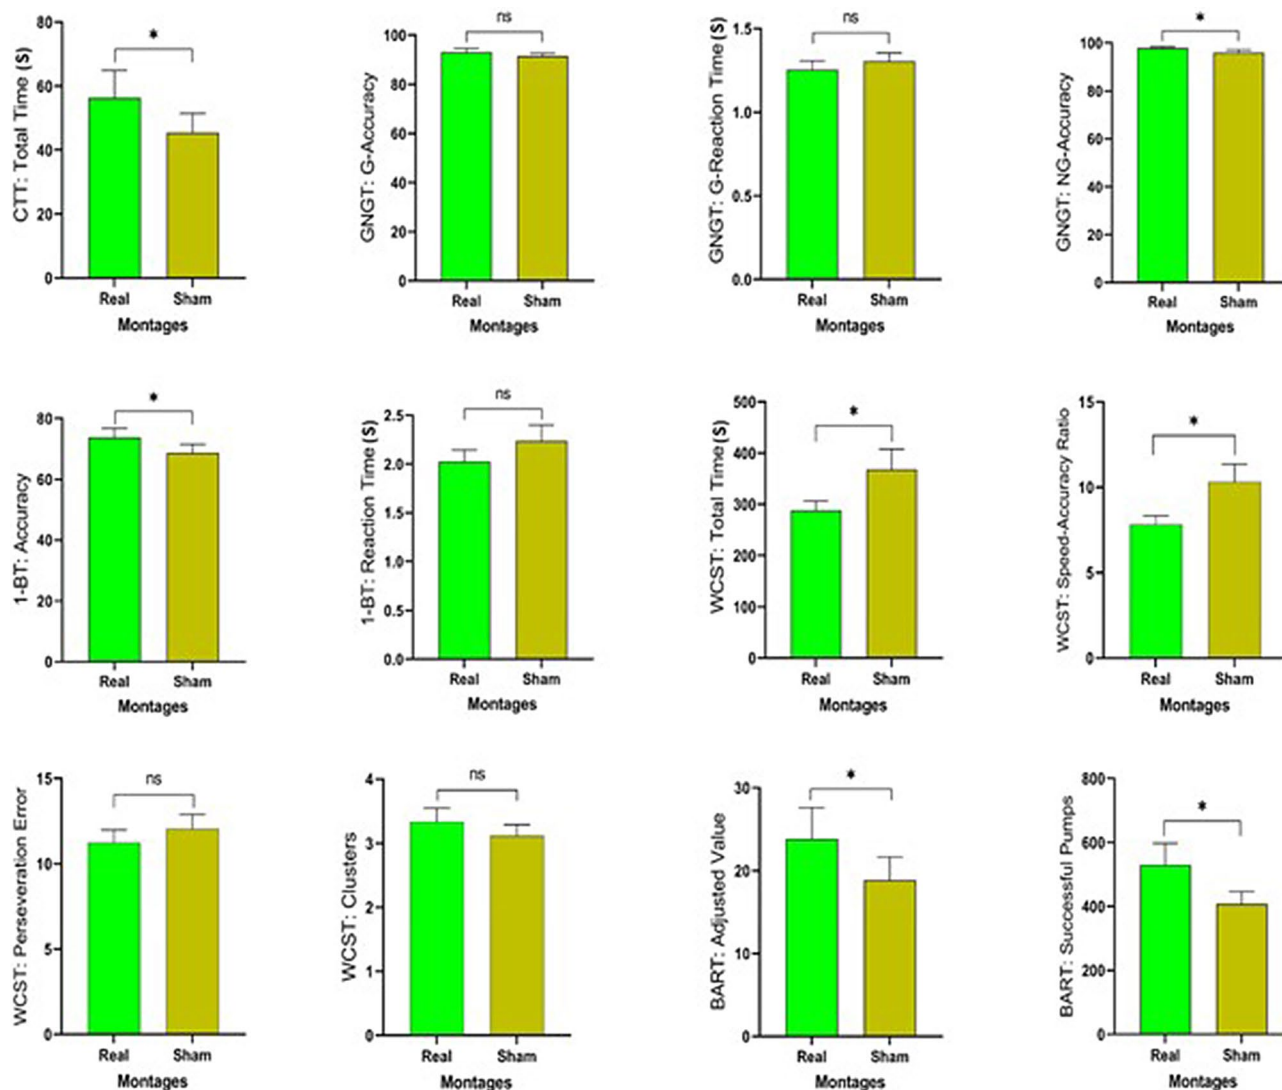 CTT: Total Time (S)
80
60
40
20
0
*
Real Sham
Montages
GNGT: G-Accuracy
100
80
60
40
20
0
ns
Real Sham
Montages
GNGT: G-Reaction Time (S)
1.5
1.0
0.5
0.0
ns
Real Sham
Montages
GNGT: NG-Accuracy
100
80
60
40
20
0
*
Real Sham
Montages
1-BT: Accuracy
80
60
40
20
0
*
Real Sham
Montages
1-BT: Reaction Time (S)
2.5
2.0
1.5
1.0
0.5
0.0
ns
Real Sham
Montages
WCST: Total Time (S)
500
400
300
200
100
0
*
Real Sham
Montages
WCST: Speed-Accuracy Ratio
15
10
5
0
*
Real Sham
Montages
WCST: Perseveration Error
15
10
5
0
ns
Real Sham
Montages
WCST: Clusters
4
3
2
1
0
ns
Real Sham
Montages
BART: Adjusted Value
30
20
10
0
*
Real Sham
Montages
BART: Successful Pumps
800
600
400
200
0
*
Real Sham
Montages